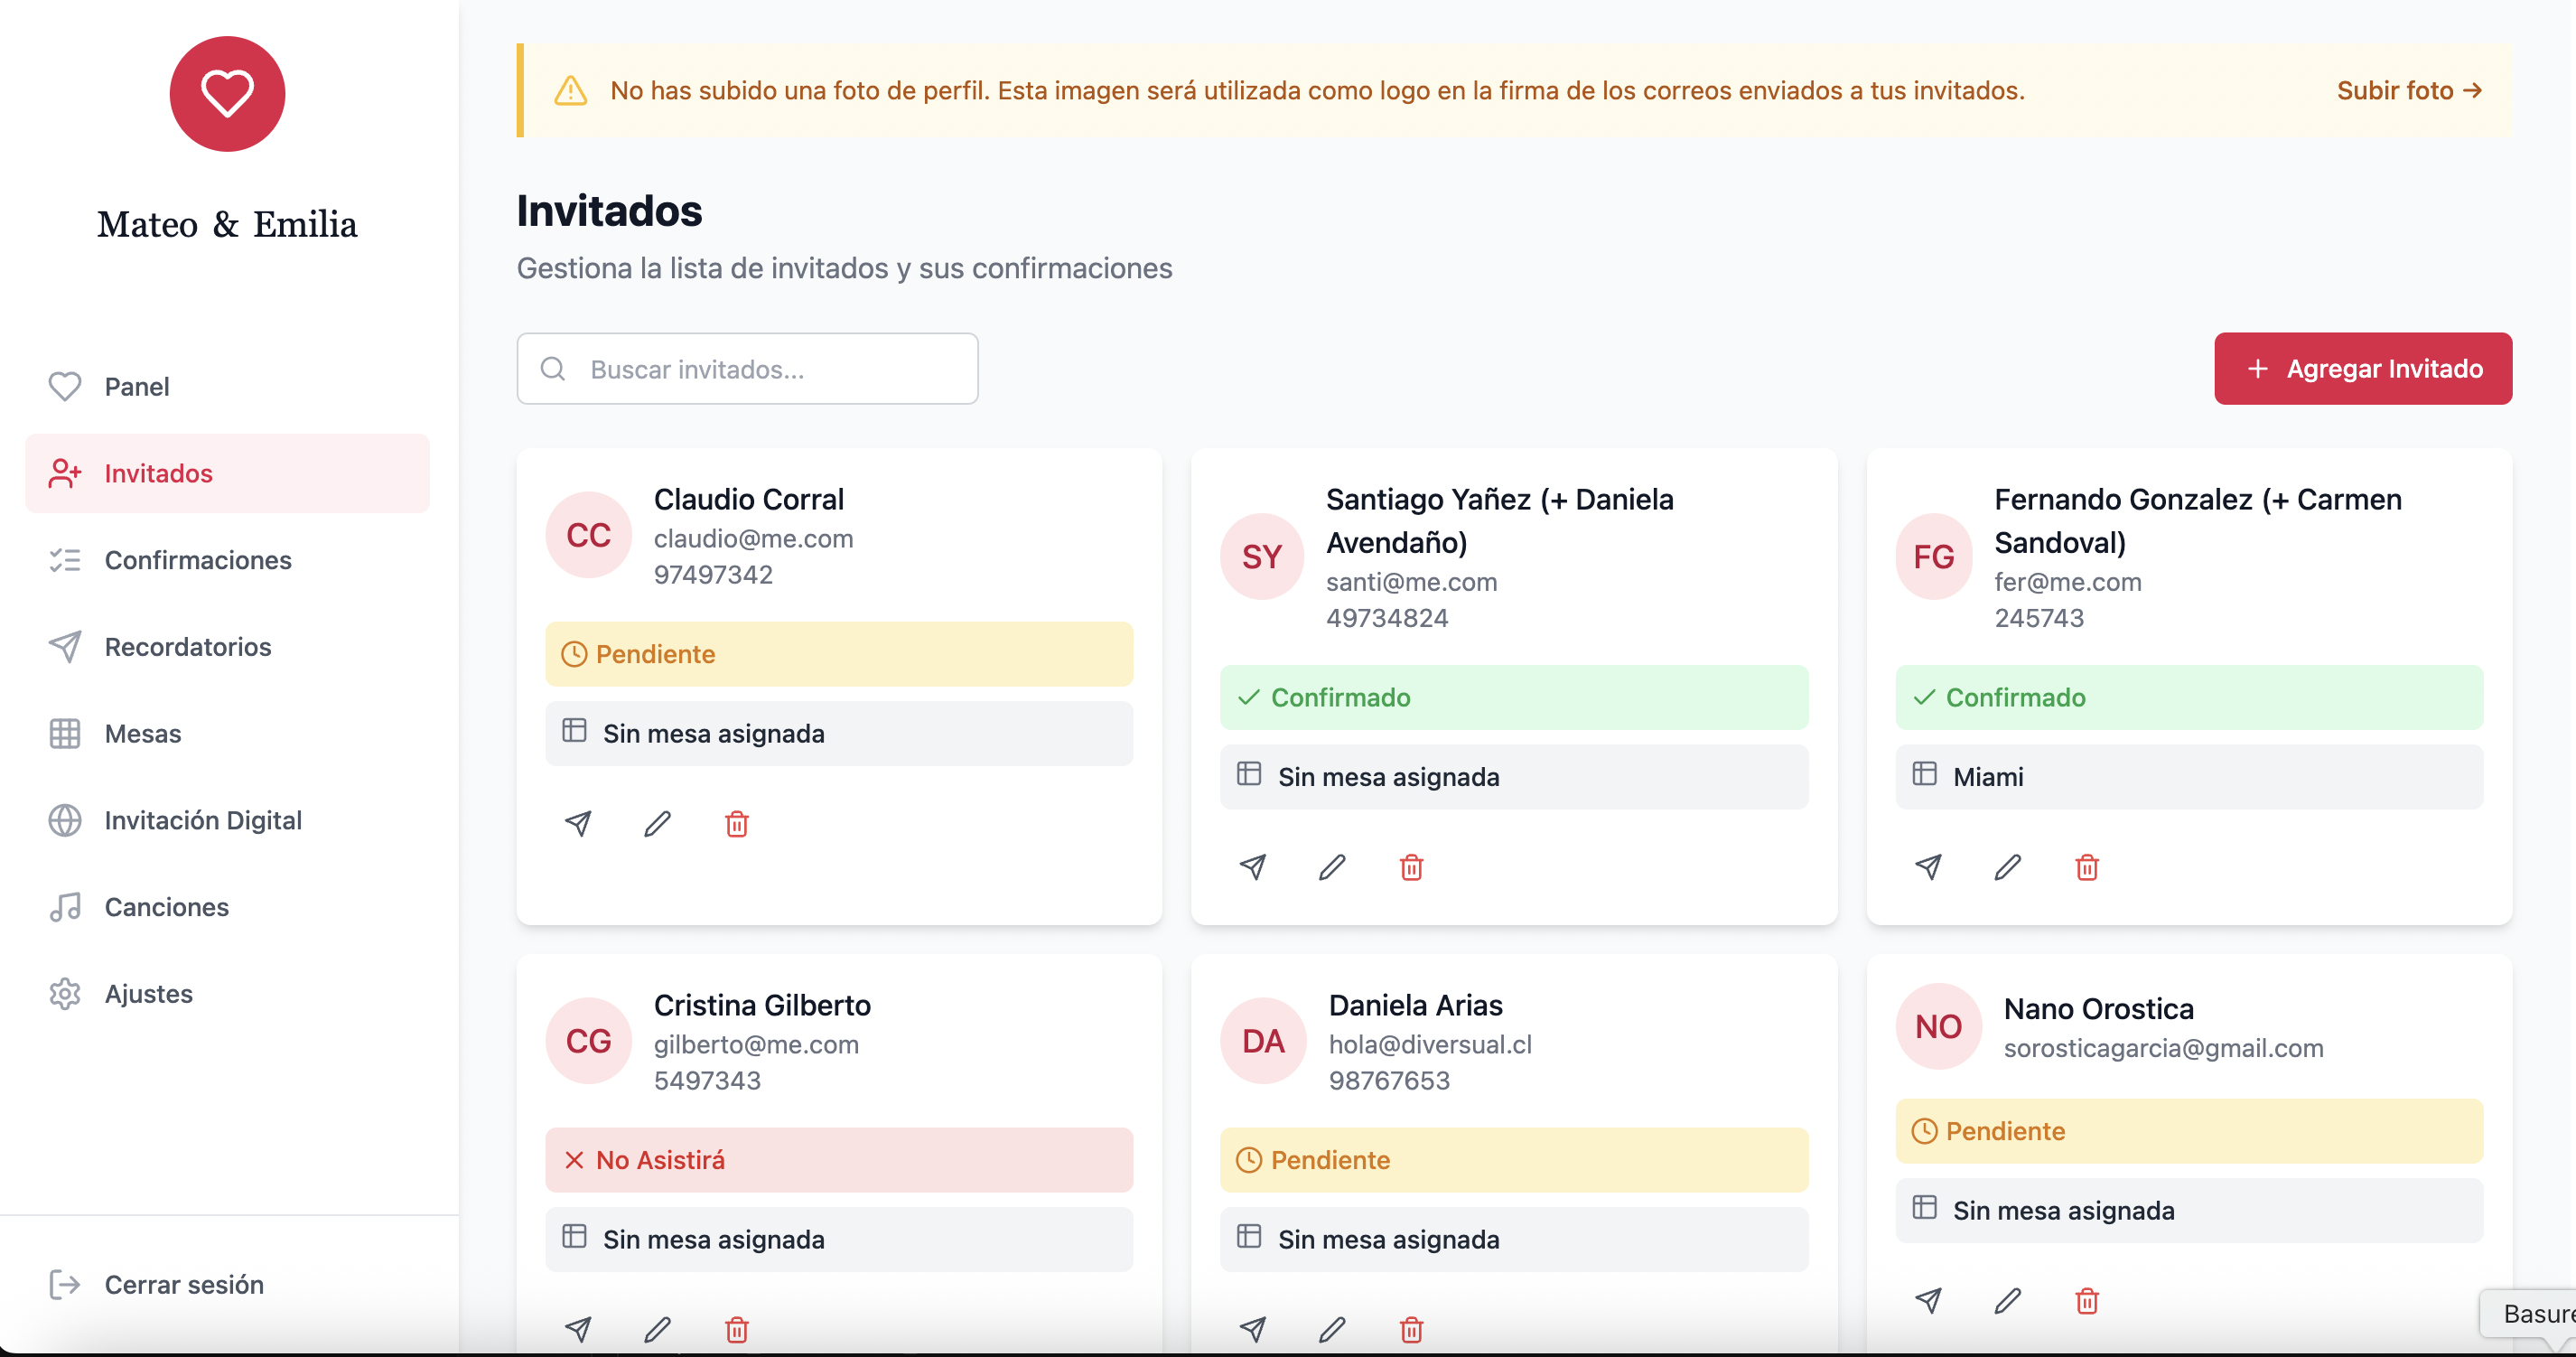 Mateo & Emilia
Panel
Invitados
Confirmaciones
Recordatorios
Mesas
Invitación Digital
Canciones
Ajustes
Cerrar sesión
No has subido una foto de perfil. Esta imagen será utilizada como logo en la firma de los correos enviados a tus invitados.
Subir foto →
Invitados
Gestiona la lista de invitados y sus confirmaciones
Buscar invitados...
+ Agregar Invitado
CC
Claudio Corral
claudio@me.com
97497342
Pendiente
Sin mesa asignada
SY
Santiago Yañez (+ Daniela
Avendaño)
santi@me.com
49734824
Confirmado
Sin mesa asignada
FG
Fernando Gonzalez (+ Carmen
Sandoval)
fer@me.com
245743
Confirmado
Miami
CG
Cristina Gilberto
gilberto@me.com
5497343
No Asistirá
Sin mesa asignada
DA
Daniela Arias
hola@diversual.cl
98767653
Pendiente
Sin mesa asignada
NO
Nano Orostica
sorosticagarcia@gmail.com
Pendiente
Sin mesa asignada